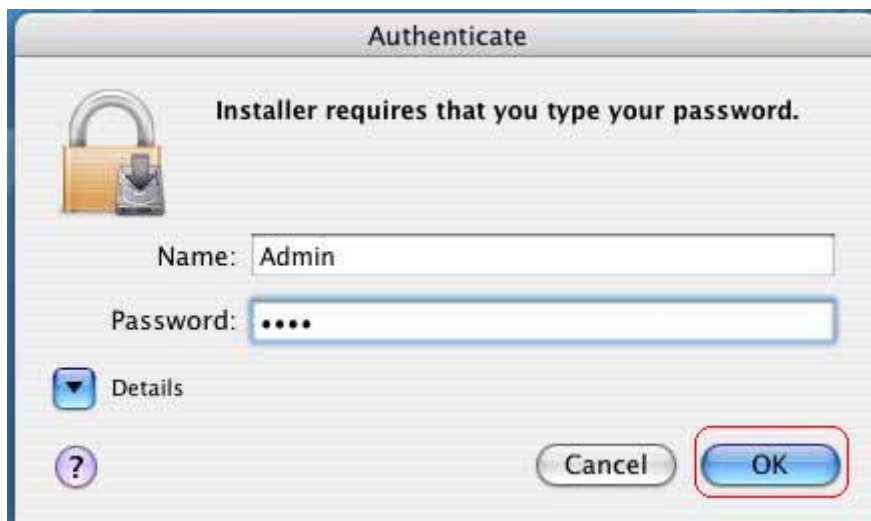 Authenticate
Installer requires that you type your password.
Name: Admin
Password: ••••
Details
?
Cancel
OK